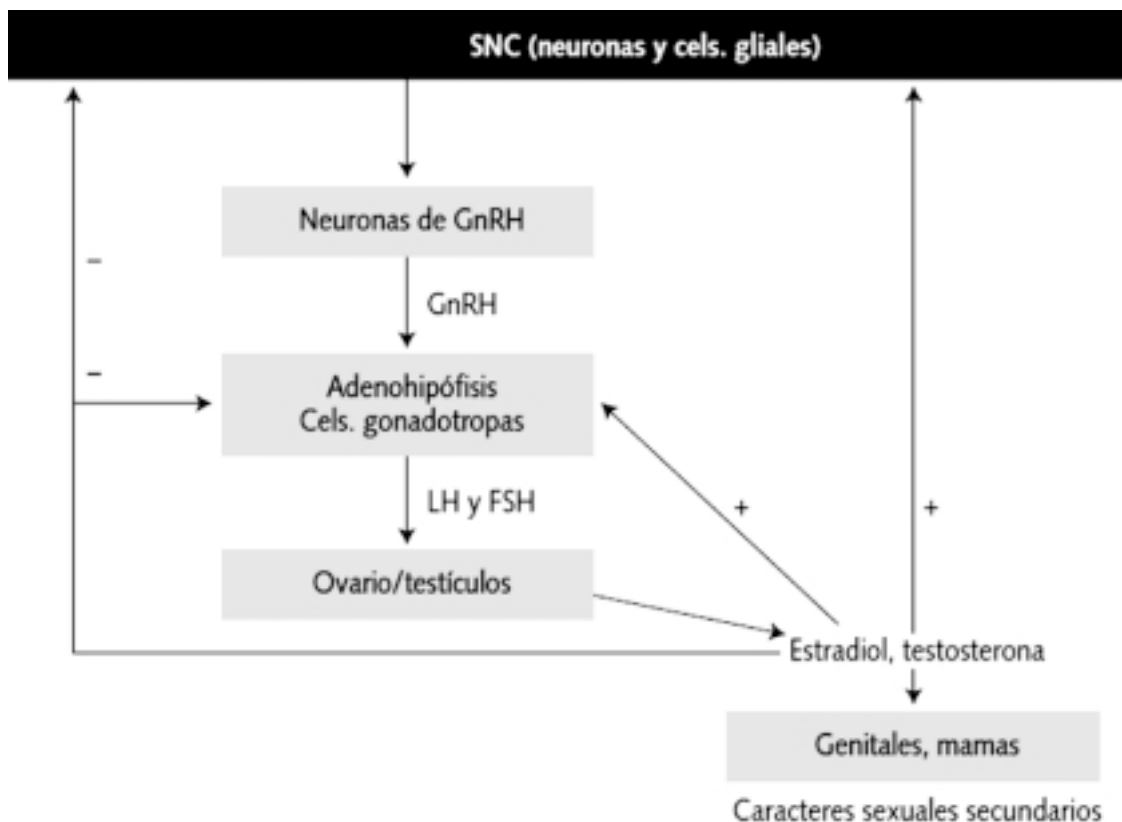 SNC (neuronas y cels. gliales)
Neuronas de GnRH
–
GnRH
–
Adenohipófisis
Cels. gonadotropas
LH y FSH
+
+
Ovario/testículos
Estradiol, testosterona
Genitales, mamas
Caracteres sexuales secundarios